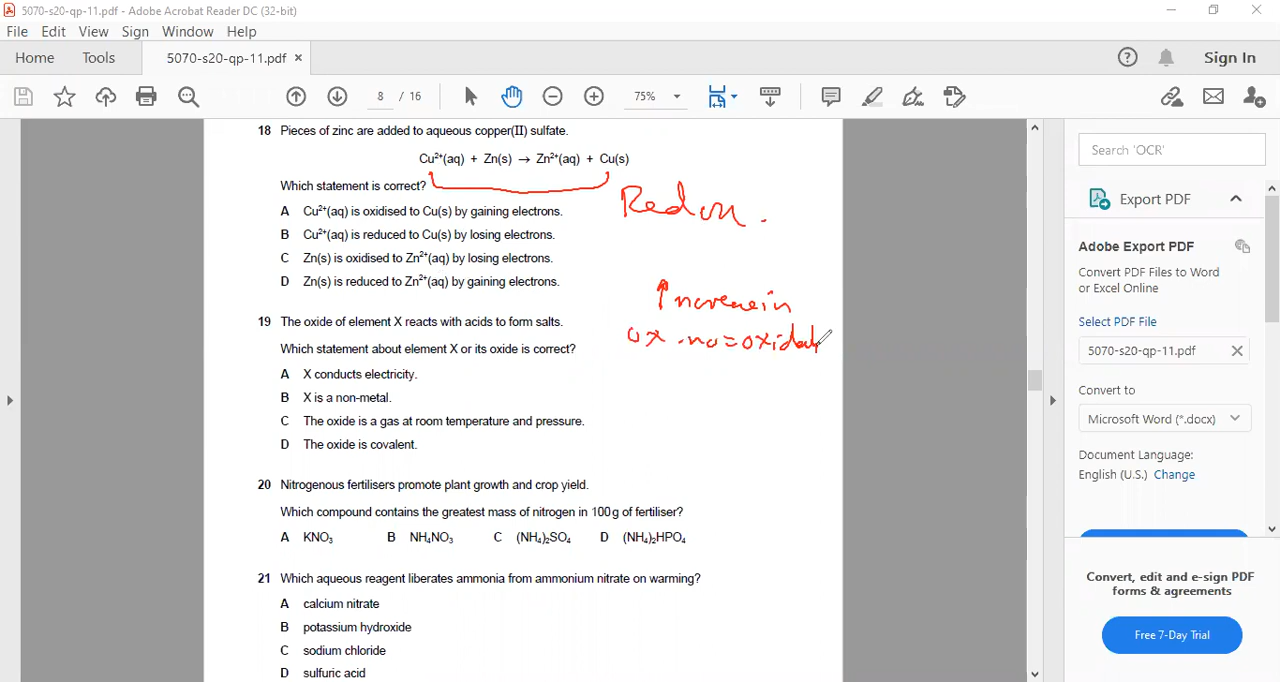 5070-s20-qp-11.pdf - Adobe Acrobat Reader DC (32-bit)
File Edit View Sign Window Help
Home Tools 5070-s20-qp-11.pdf × Sign In
8 / 16 75%
18 Pieces of zinc are added to aqueous copper(II) sulfate.
Cu²⁺(aq) + Zn(s) → Zn²⁺(aq) + Cu(s)
Which statement is correct?
Redox.
A Cu²⁺(aq) is oxidised to Cu(s) by gaining electrons.
B Cu²⁺(aq) is reduced to Cu(s) by losing electrons.
C Zn(s) is oxidised to Zn²⁺(aq) by losing electrons.
D Zn(s) is reduced to Zn²⁺(aq) by gaining electrons.
↑ncrease in
ox.no=oxidat
19 The oxide of element X reacts with acids to form salts.
Which statement about element X or its oxide is correct?
A X conducts electricity.
B X is a non-metal.
C The oxide is a gas at room temperature and pressure.
D The oxide is covalent.
20 Nitrogenous fertilisers promote plant growth and crop yield.
Which compound contains the greatest mass of nitrogen in 100 g of fertiliser?
A KNO₃ B NH₄NO₃ C (NH₄)₂SO₄ D (NH₄)₂HPO₄
21 Which aqueous reagent liberates ammonia from ammonium nitrate on warming?
A calcium nitrate
B potassium hydroxide
C sodium chloride
D sulfuric acid
Search 'OCR'
Export PDF
Adobe Export PDF
Convert PDF Files to Word
or Excel Online
Select PDF File
5070-s20-qp-11.pdf
Convert to
Microsoft Word (*.docx)
Document Language:
English (U.S.) Change
Convert, edit and e-sign PDF
forms & agreements
Free 7-Day Trial